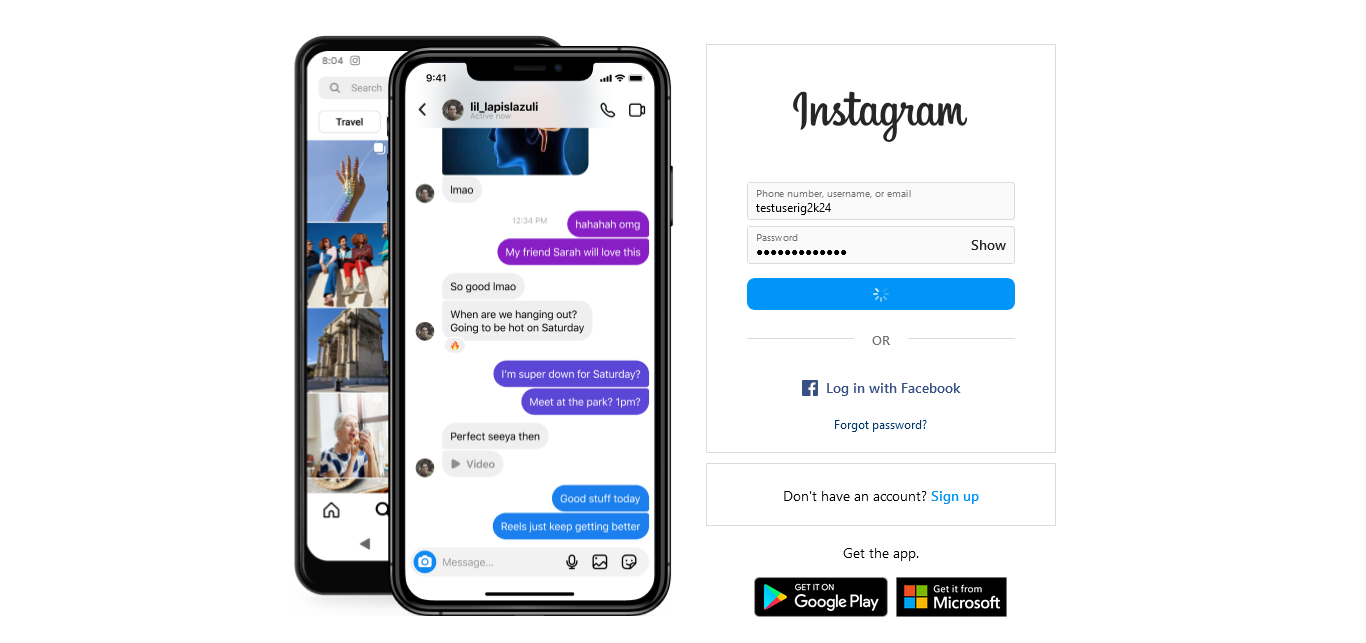 8:04
Search
Travel
9:41
lil_lapislazuli
Active now
lmao
12:34 PM
hahahah omg
My friend Sarah will love this
So good lmao
When are we hanging out?
Going to be hot on Saturday
I'm super down for Saturday?
Meet at the park? 1pm?
Perfect seeya then
Video
Good stuff today
Reels just keep getting better
Message...
Instagram
Phone number, username, or email
testuserig2k24
Password
Show
OR
Log in with Facebook
Forgot password?
Don't have an account? Sign up
Get the app.
GET IT ON
Google Play
Get it from
Microsoft